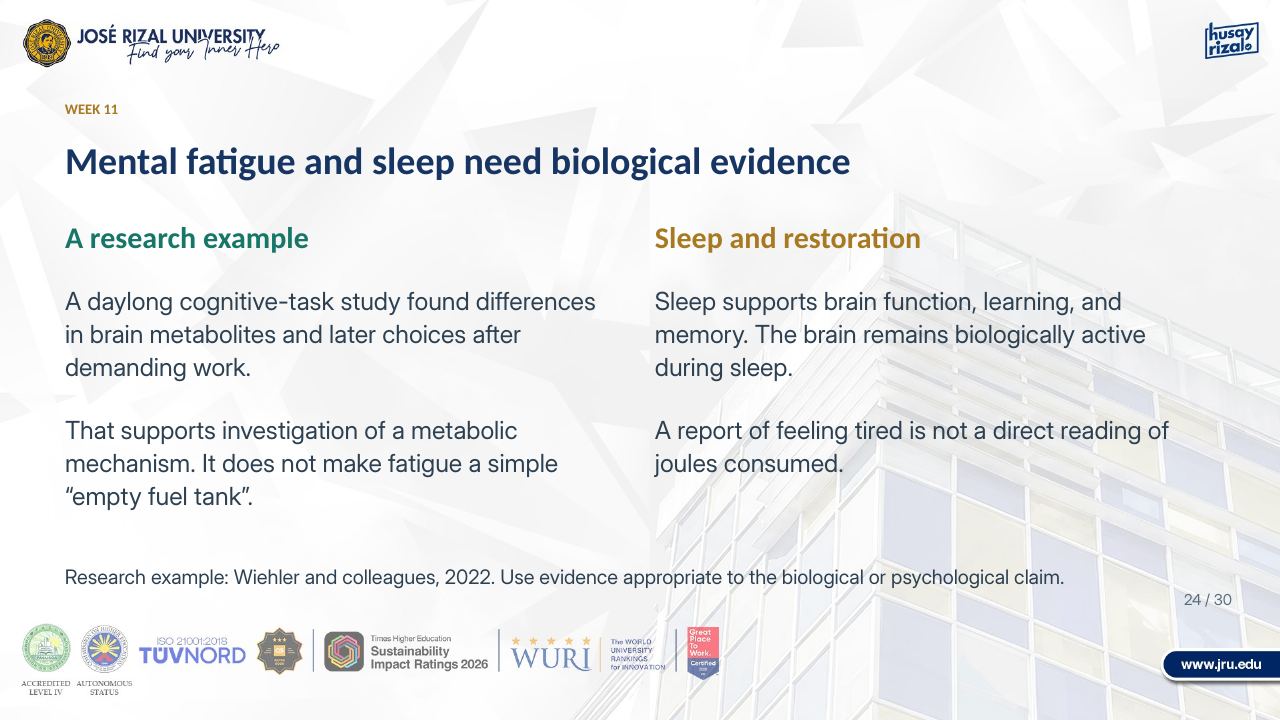 JOSÉ RIZAL UNIVERSITY
Find your Inner Hero
husay
rizal
WEEK 11
Mental fatigue and sleep need biological evidence
A research example
A daylong cognitive-task study found differences
in brain metabolites and later choices after
demanding work.
That supports investigation of a metabolic
mechanism. It does not make fatigue a simple
“empty fuel tank”.
Sleep and restoration
Sleep supports brain function, learning, and
memory. The brain remains biologically active
during sleep.
A report of feeling tired is not a direct reading of
joules consumed.
Research example: Wiehler and colleagues, 2022. Use evidence appropriate to the biological or psychological claim.
24 / 30
ACCREDITED
LEVEL IV
AUTONOMOUS
STATUS
ISO 21001:2018
TÜVNORD
Times Higher Education
Sustainability
Impact Ratings 2026
WURI
The WORLD
UNIVERSITY
RANKINGS
for INNOVATION
Great
Place
To
Work.
Certified
www.jru.edu